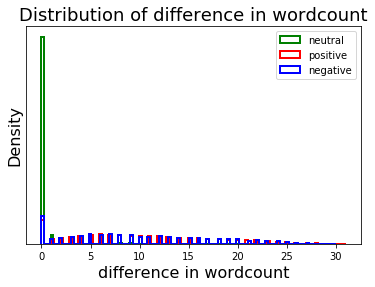 Distribution of difference in wordcount
neutral
positive
negative
Density
0 5 10 15 20 25 30
difference in wordcount